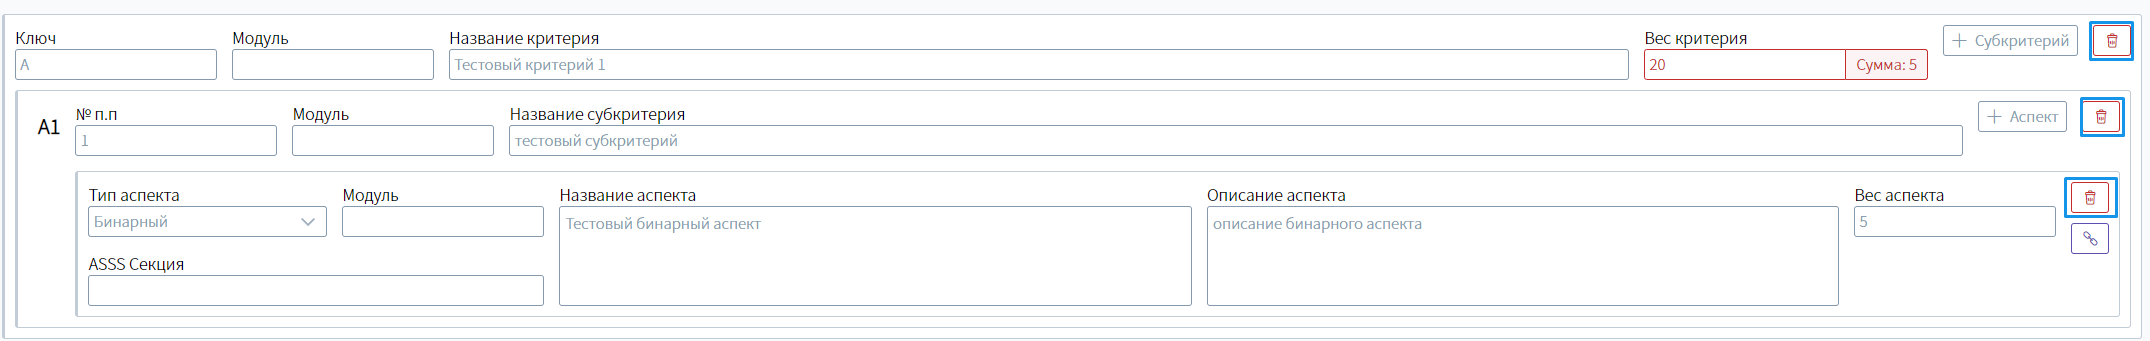 Ключ Модуль Название критерия Вес критерия
A Тестовый критерий 1 20 Сумма: 5 + Субкритерий
A1
№ п.п Модуль Название субкритерия
1 тестовый субкритерий + Аспект
Тип аспекта Модуль Название аспекта Описание аспекта Вес аспекта
Бинарный Тестовый бинарный аспект описание бинарного аспекта 5
ASSS Секция